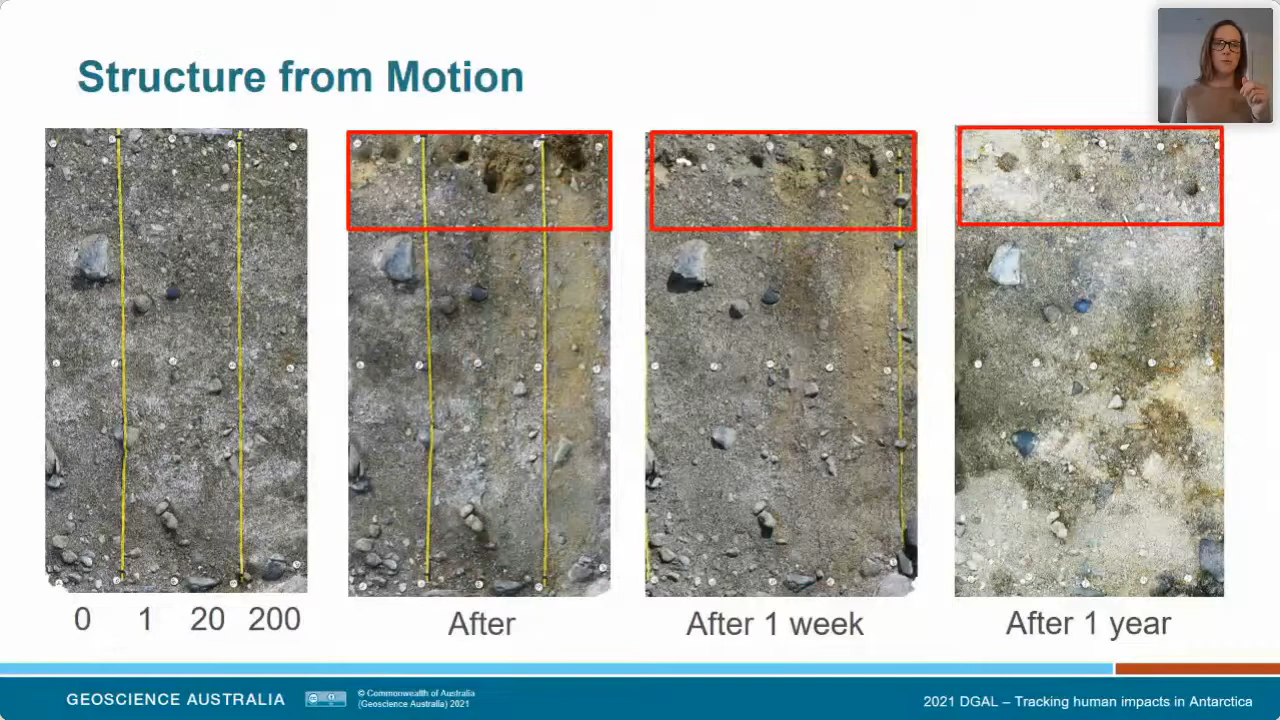 Structure from Motion
0 1 20 200
After
After 1 week
After 1 year
GEOSCIENCE AUSTRALIA
© Commonwealth of Australia
(Geoscience Australia) 2021
2021 DGAL – Tracking human impacts in Antarctica